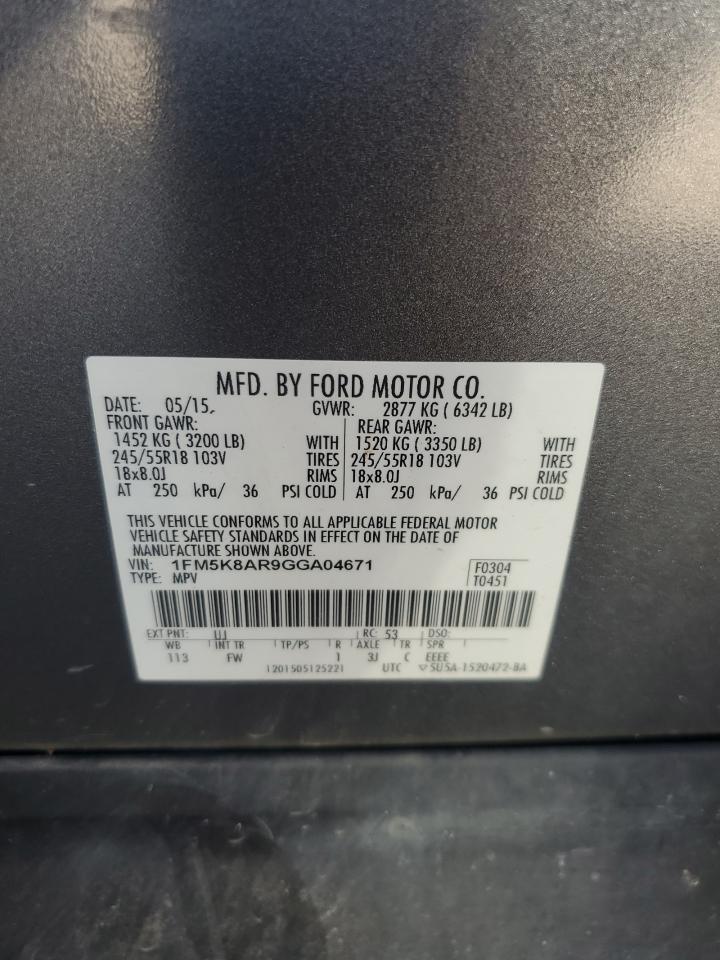 MFD. BY FORD MOTOR CO.
DATE: 05/15 GVWR: 2877 KG ( 6342 LB)
FRONT GAWR: REAR GAWR:
1452 KG ( 3200 LB) WITH 1520 KG ( 3350 LB) WITH
245/55R18 103V TIRES 245/55R18 103V TIRES
18x8.0J RIMS 18x8.0J RIMS
AT 250 kPa/ 36 PSI COLD AT 250 kPa/ 36 PSI COLD
THIS VEHICLE CONFORMS TO ALL APPLICABLE FEDERAL MOTOR
VEHICLE SAFETY STANDARDS IN EFFECT ON THE DATE OF
MANUFACTURE SHOWN ABOVE.
VIN: 1FM5K8AR9GGA04671 F0304
TYPE: MPV T0451
EXT PNT: UJ RC: 53 DSO:
WB INT TR TP/PS R AXLE TR SPR
113 FW 1 3J C EEEE
1201505125221 UTC ▽5U5A-1520472-BA